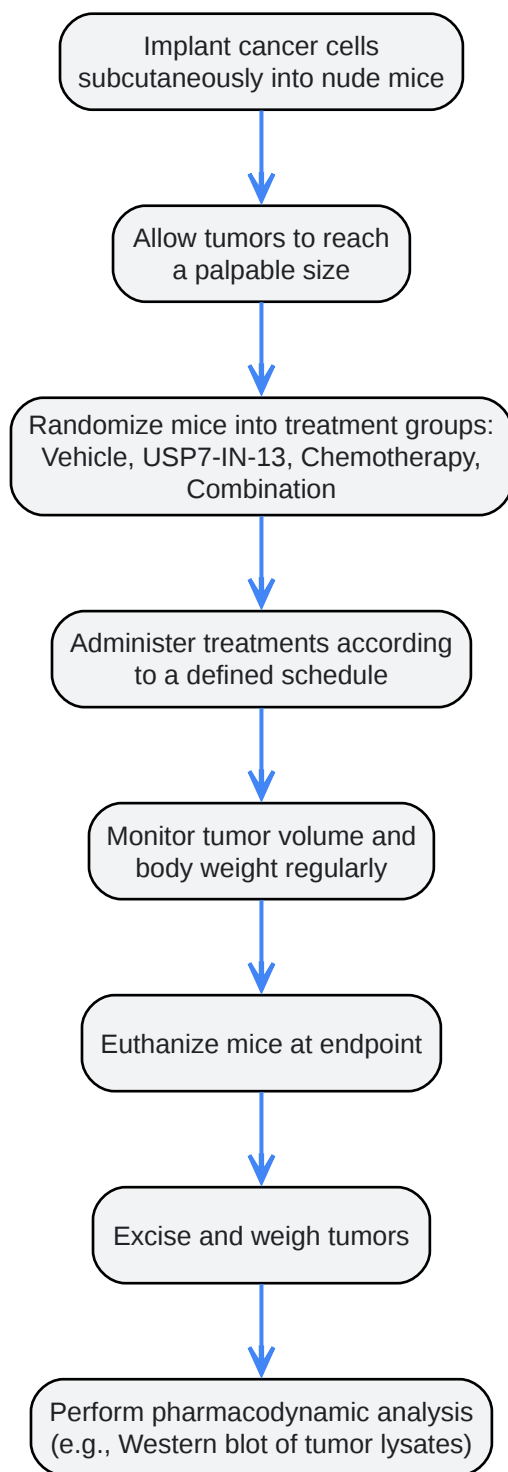 Implant cancer cells
subcutaneously into nude mice
Allow tumors to reach
a palpable size
Randomize mice into treatment groups:
Vehicle, USP7-IN-13, Chemotherapy,
Combination
Administer treatments according
to a defined schedule
Monitor tumor volume and
body weight regularly
Euthanize mice at endpoint
Excise and weigh tumors
Perform pharmacodynamic analysis
(e.g., Western blot of tumor lysates)